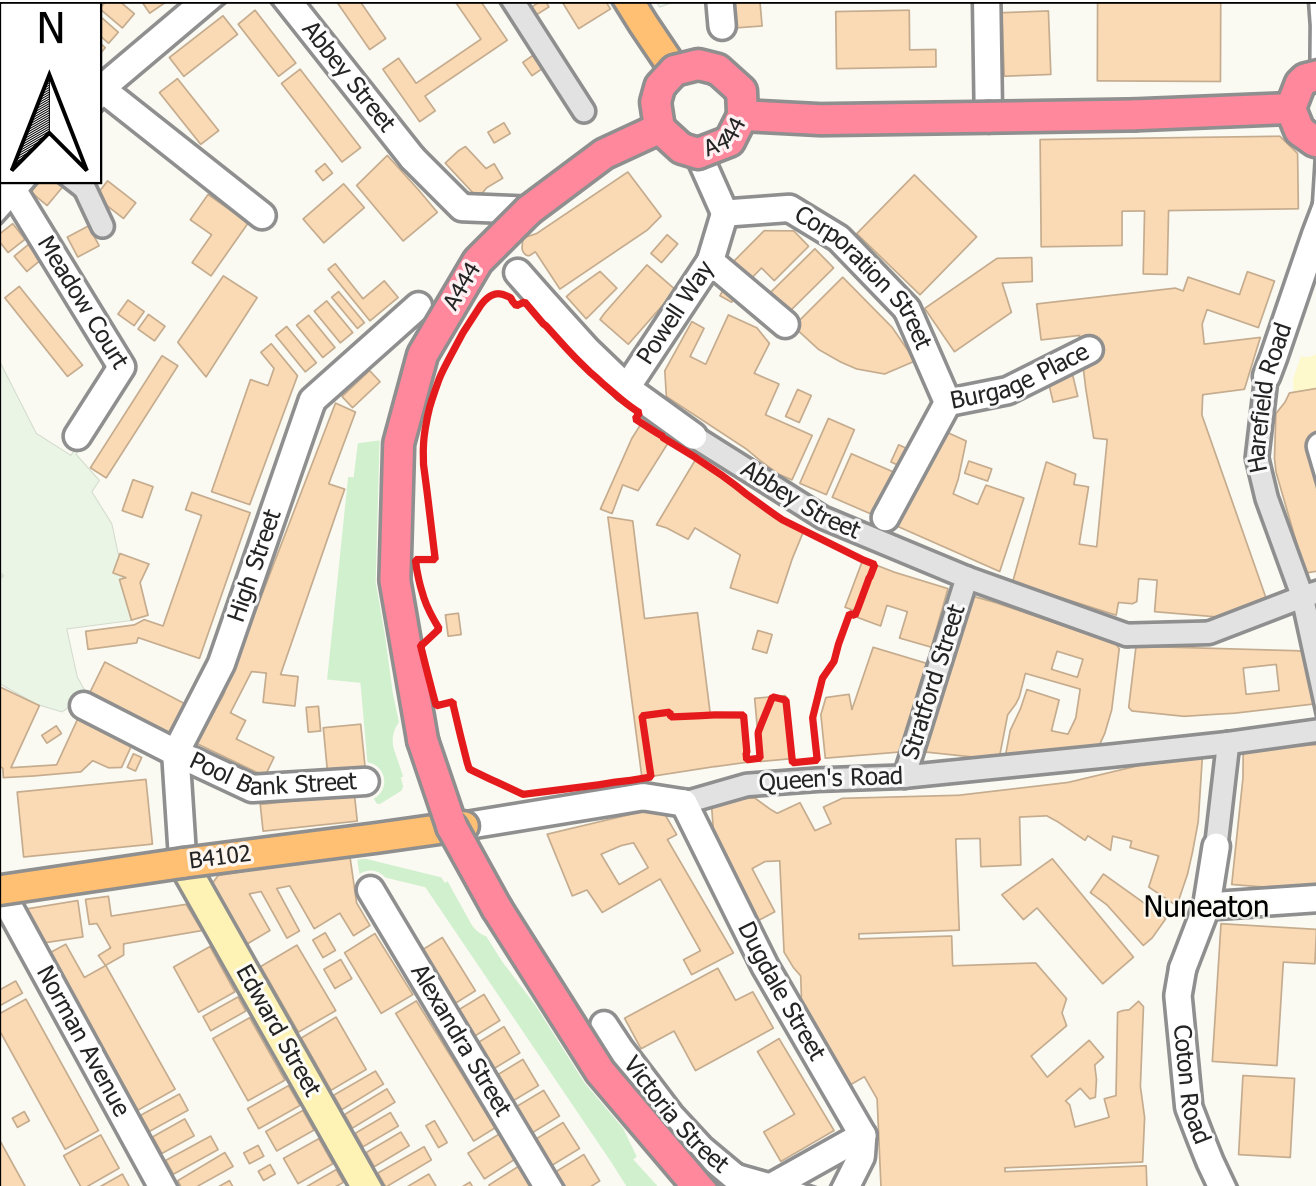 N
Abbey Street
A444
Corporation Street
Meadow Court
A444
Powell Way
Burgage Place
Harefield Road
Abbey Street
High Street
Stratford Street
Pool Bank Street
Queen's Road
B4102
Nuneaton
Dugdale Street
Norman Avenue
Edward Street
Alexandra Street
Victoria Street
Coton Road